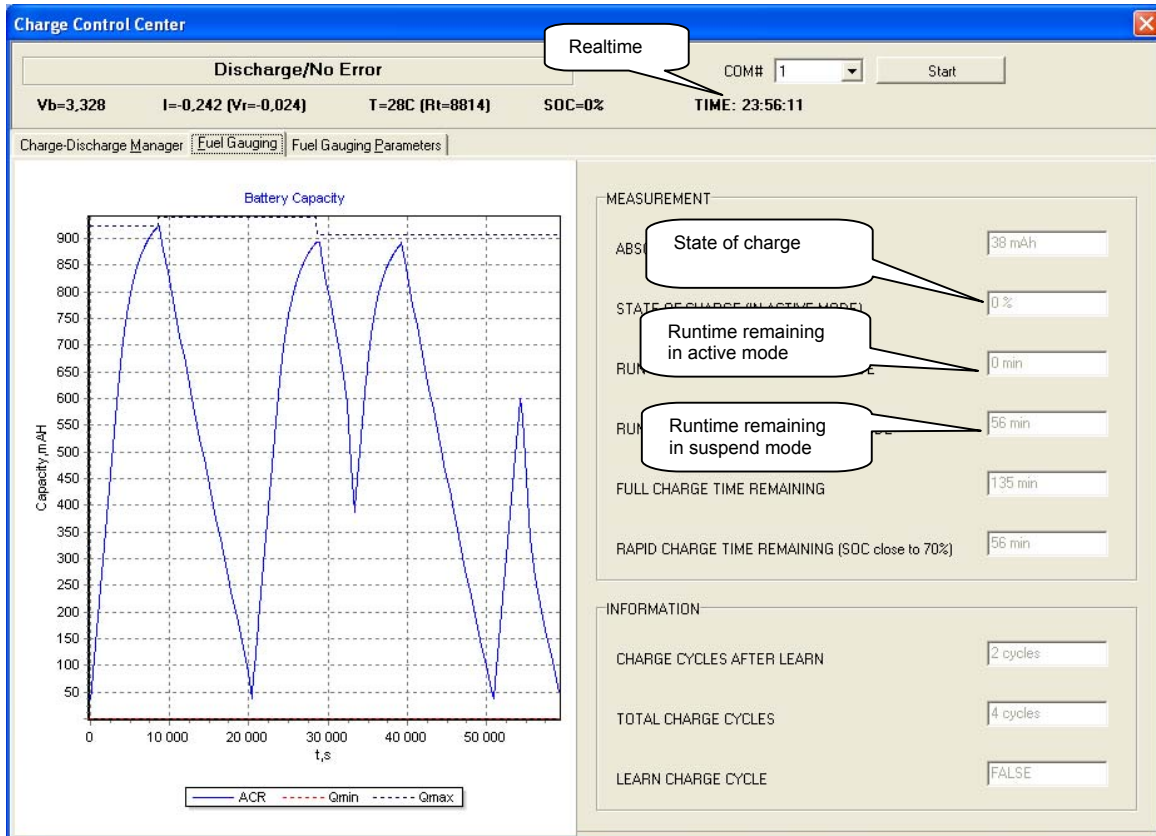 Charge Control Center
Realtime
Discharge/No Error
COM# 1
Start
Vb=3,328 I=-0,242 (Vr=-0,024) T=28C (Rt=8814) SOC=0% TIME: 23:56:11
Charge-Discharge Manager Fuel Gauging Fuel Gauging Parameters
Battery Capacity
900
850
800
750
700
650
600
550
500
450
400
350
300
250
200
150
100
50
Capacity,mAH
0 10 000 20 000 30 000 40 000 50 000
t,s
ACR Qmin Qmax
MEASUREMENT
State of charge
38 mAh
STATE OF CHARGE (IN ACTIVE MODE)
0 %
Runtime remaining
in active mode
0 min
Runtime remaining
in suspend mode
56 min
FULL CHARGE TIME REMAINING
135 min
RAPID CHARGE TIME REMAINING (SOC close to 70%)
56 min
INFORMATION
CHARGE CYCLES AFTER LEARN
2 cycles
TOTAL CHARGE CYCLES
4 cycles
LEARN CHARGE CYCLE
FALSE